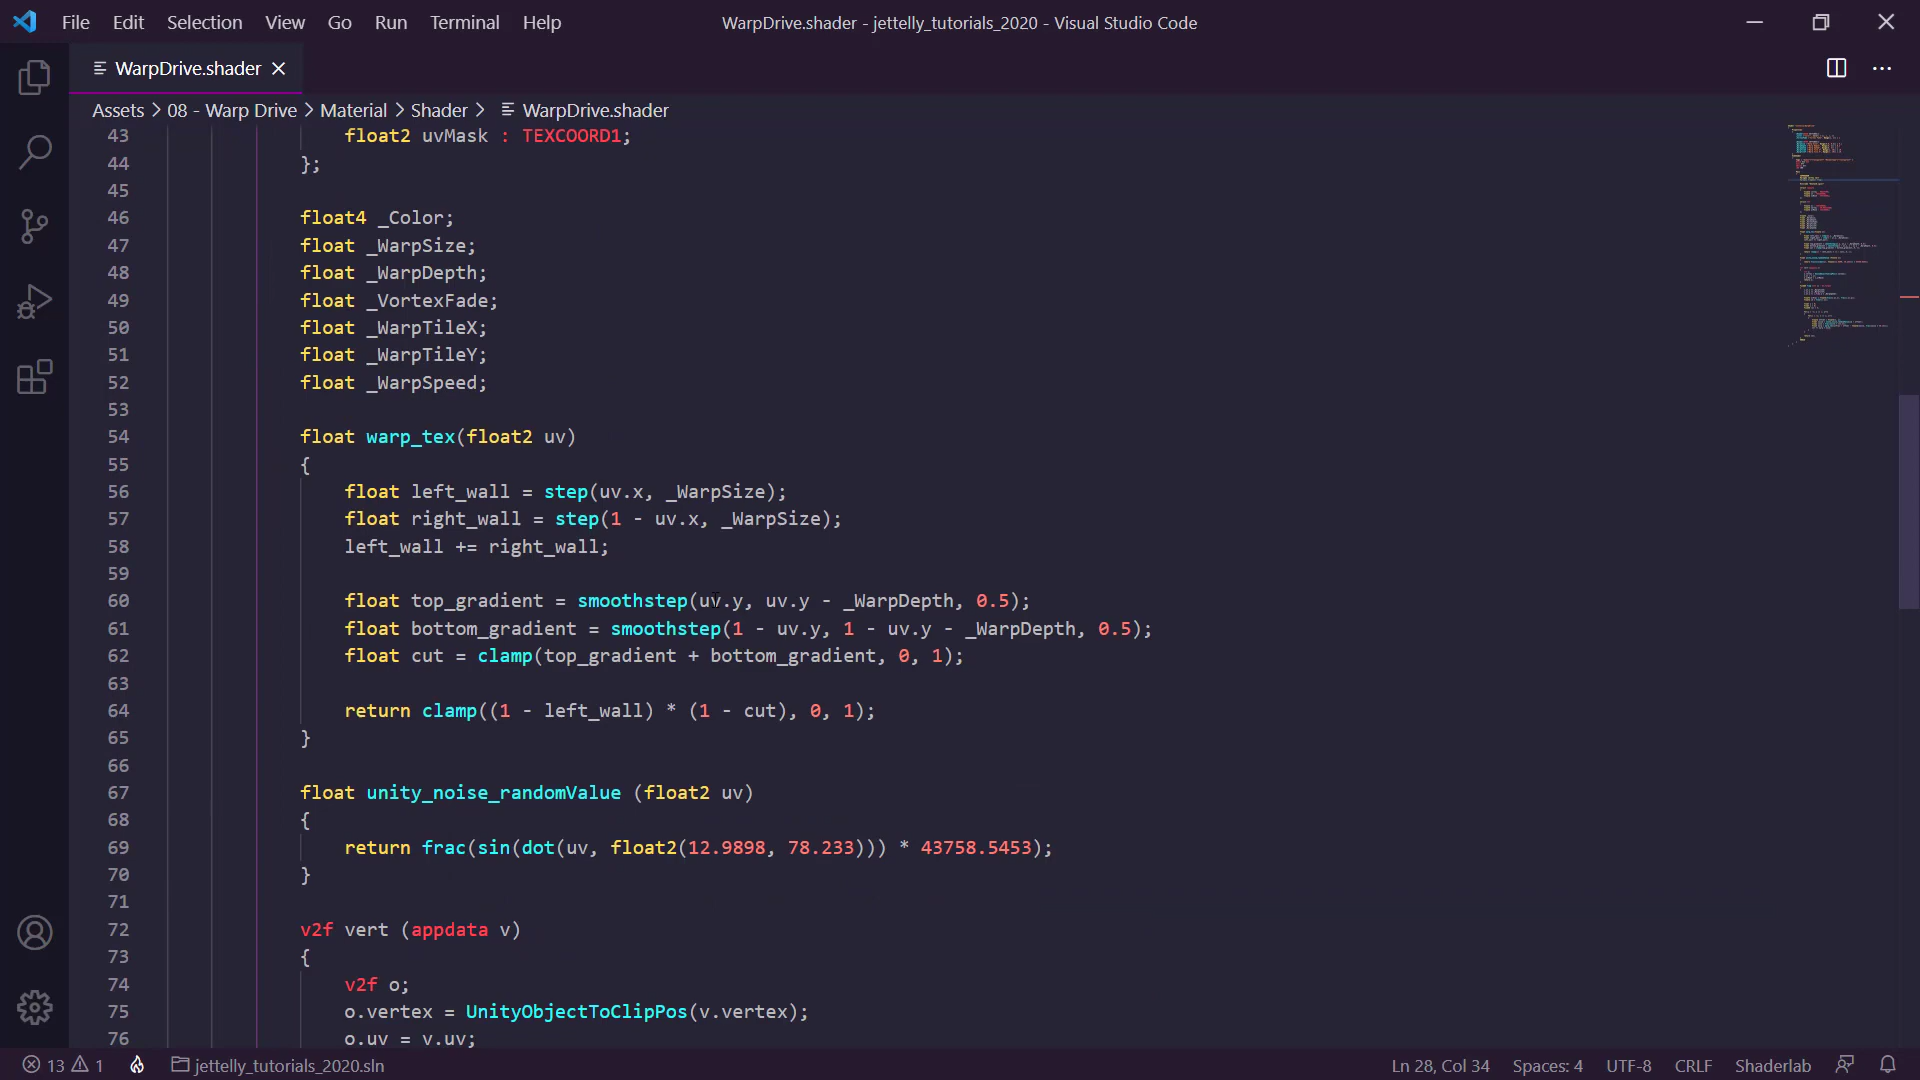 File Edit Selection View Go Run Terminal Help
WarpDrive.shader - jettelly_tutorials_2020 - Visual Studio Code
WarpDrive.shader
Assets > 08 - Warp Drive > Material > Shader > WarpDrive.shader
43 float2 uvMask : TEXCOORD1;
44 };
45
46 float4 _Color;
47 float _WarpSize;
48 float _WarpDepth;
49 float _VortexFade;
50 float _WarpTileX;
51 float _WarpTileY;
52 float _WarpSpeed;
53
54 float warp_tex(float2 uv)
55 {
56 float left_wall = step(uv.x, _WarpSize);
57 float right_wall = step(1 - uv.x, _WarpSize);
58 left_wall += right_wall;
59
60 float top_gradient = smoothstep(uv.y, uv.y - _WarpDepth, 0.5);
61 float bottom_gradient = smoothstep(1 - uv.y, 1 - uv.y - _WarpDepth, 0.5);
62 float cut = clamp(top_gradient + bottom_gradient, 0, 1);
63
64 return clamp((1 - left_wall) * (1 - cut), 0, 1);
65 }
66
67 float unity_noise_randomValue (float2 uv)
68 {
69 return frac(sin(dot(uv, float2(12.9898, 78.233))) * 43758.5453);
70 }
71
72 v2f vert (appdata v)
73 {
74 v2f o;
75 o.vertex = UnityObjectToClipPos(v.vertex);
76 o.uv = v.uv;
13 1 jettelly_tutorials_2020.sln Ln 28, Col 34 Spaces: 4 UTF-8 CRLF Shaderlab